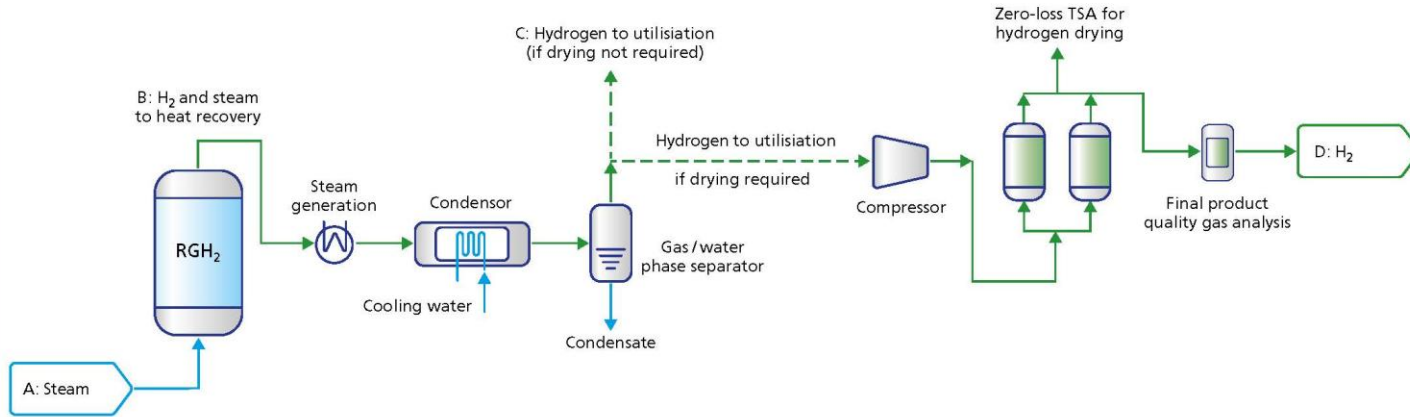 Zero-loss TSA for
hydrogen drying
C: Hydrogen to utilisiation
(if drying not required)
B: H₂ and steam
to heat recovery
Hydrogen to utilisiation
if drying required
D: H₂
Steam
generation
Condensor
Compressor
Final product
quality gas analysis
RGH₂
Gas/water
phase separator
Cooling water
Condensate
A: Steam